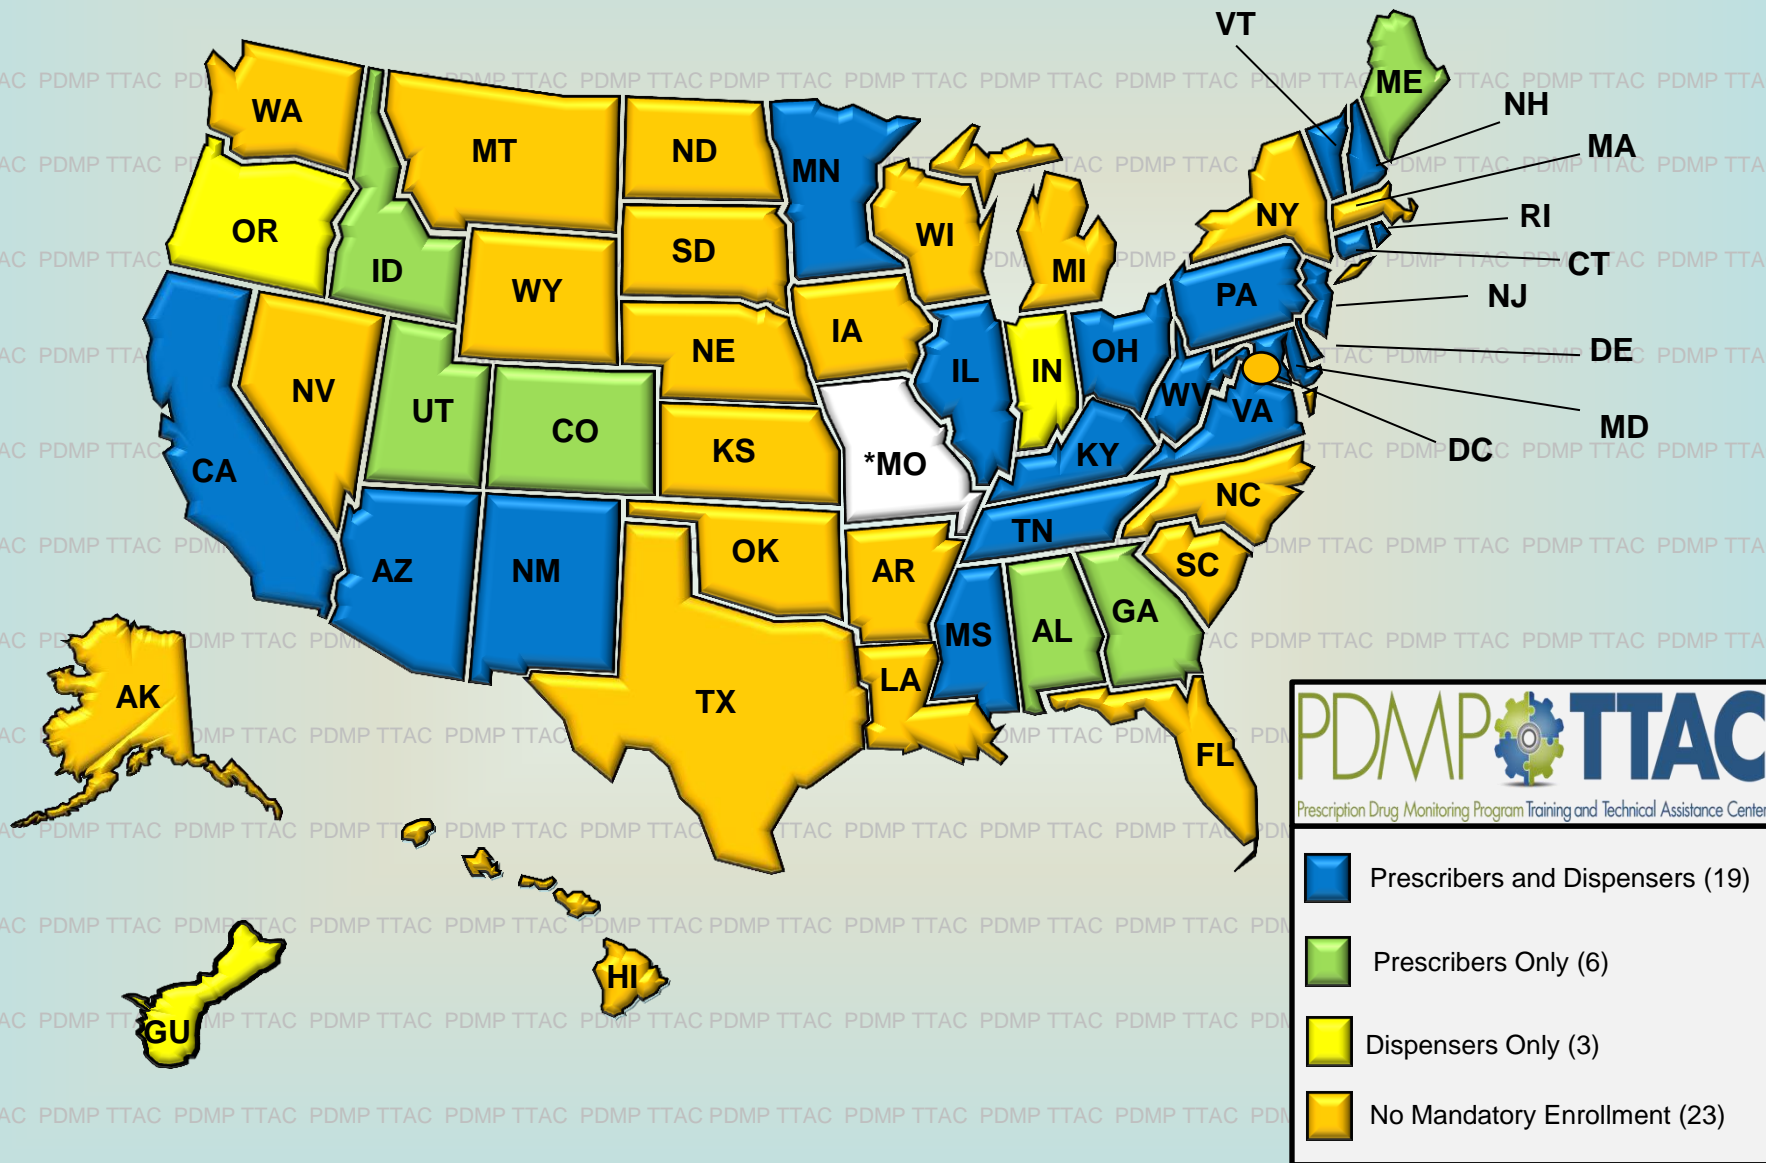 VT
ME
NH
WA
MT
ND
MN
MA
OR
SD
WI
NY
RI
ID
MI
CT
WY
PA
NJ
IA
NE
OH
DE
NV
IL
IN
UT
WV
CO
VA
MD
KS
*MO
KY
DC
CA
NC
TN
OK
AZ
NM
AR
SC
GA
MS
AL
LA
AK
TX
FL
HI
GU
PDMP TTAC
Prescription Drug Monitoring Program Training and Technical Assistance Center
Prescribers and Dispensers (19)
Prescribers Only (6)
Dispensers Only (3)
No Mandatory Enrollment (23)